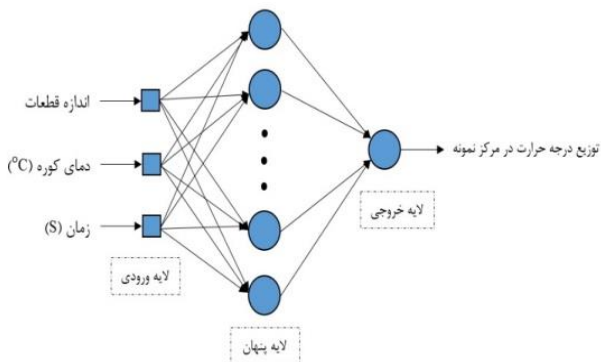 اندازه قطعات
دمای کوره (°C)
زمان (S)
توزیع درجه حرارت در مرکز نمونه
لایه خروجی
لایه ورودی
لایه پنهان